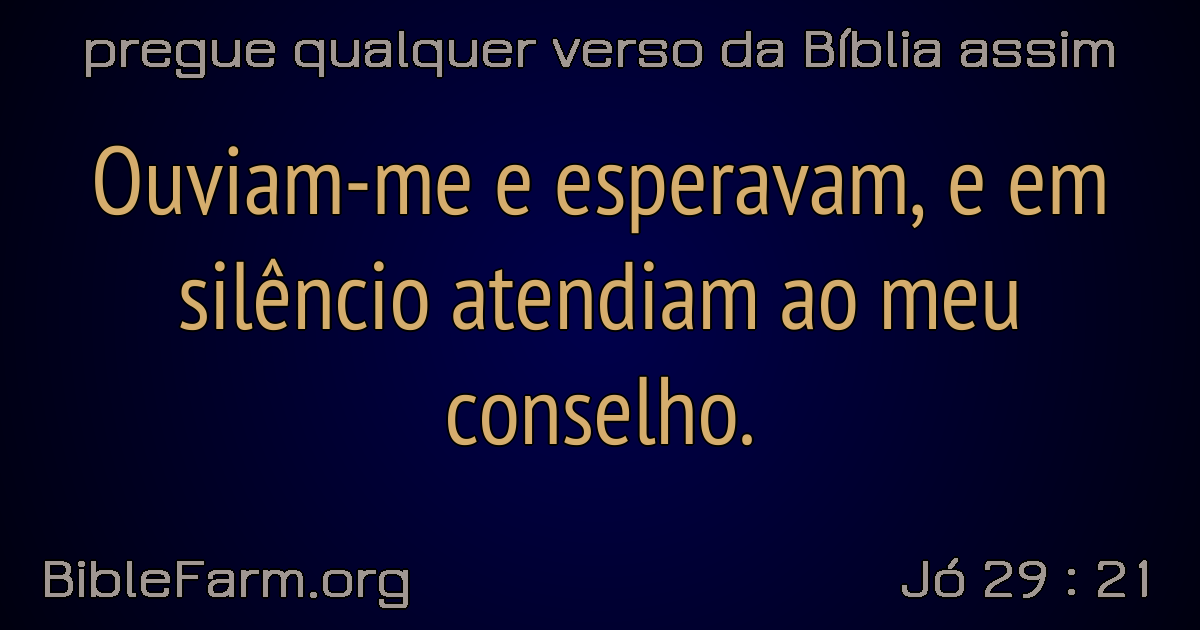 pregue qualquer verso da Bíblia assim
Ouviam-me e esperavam, e em
silêncio atendiam ao meu
conselho.
BibleFarm.org
Jó 29 : 21